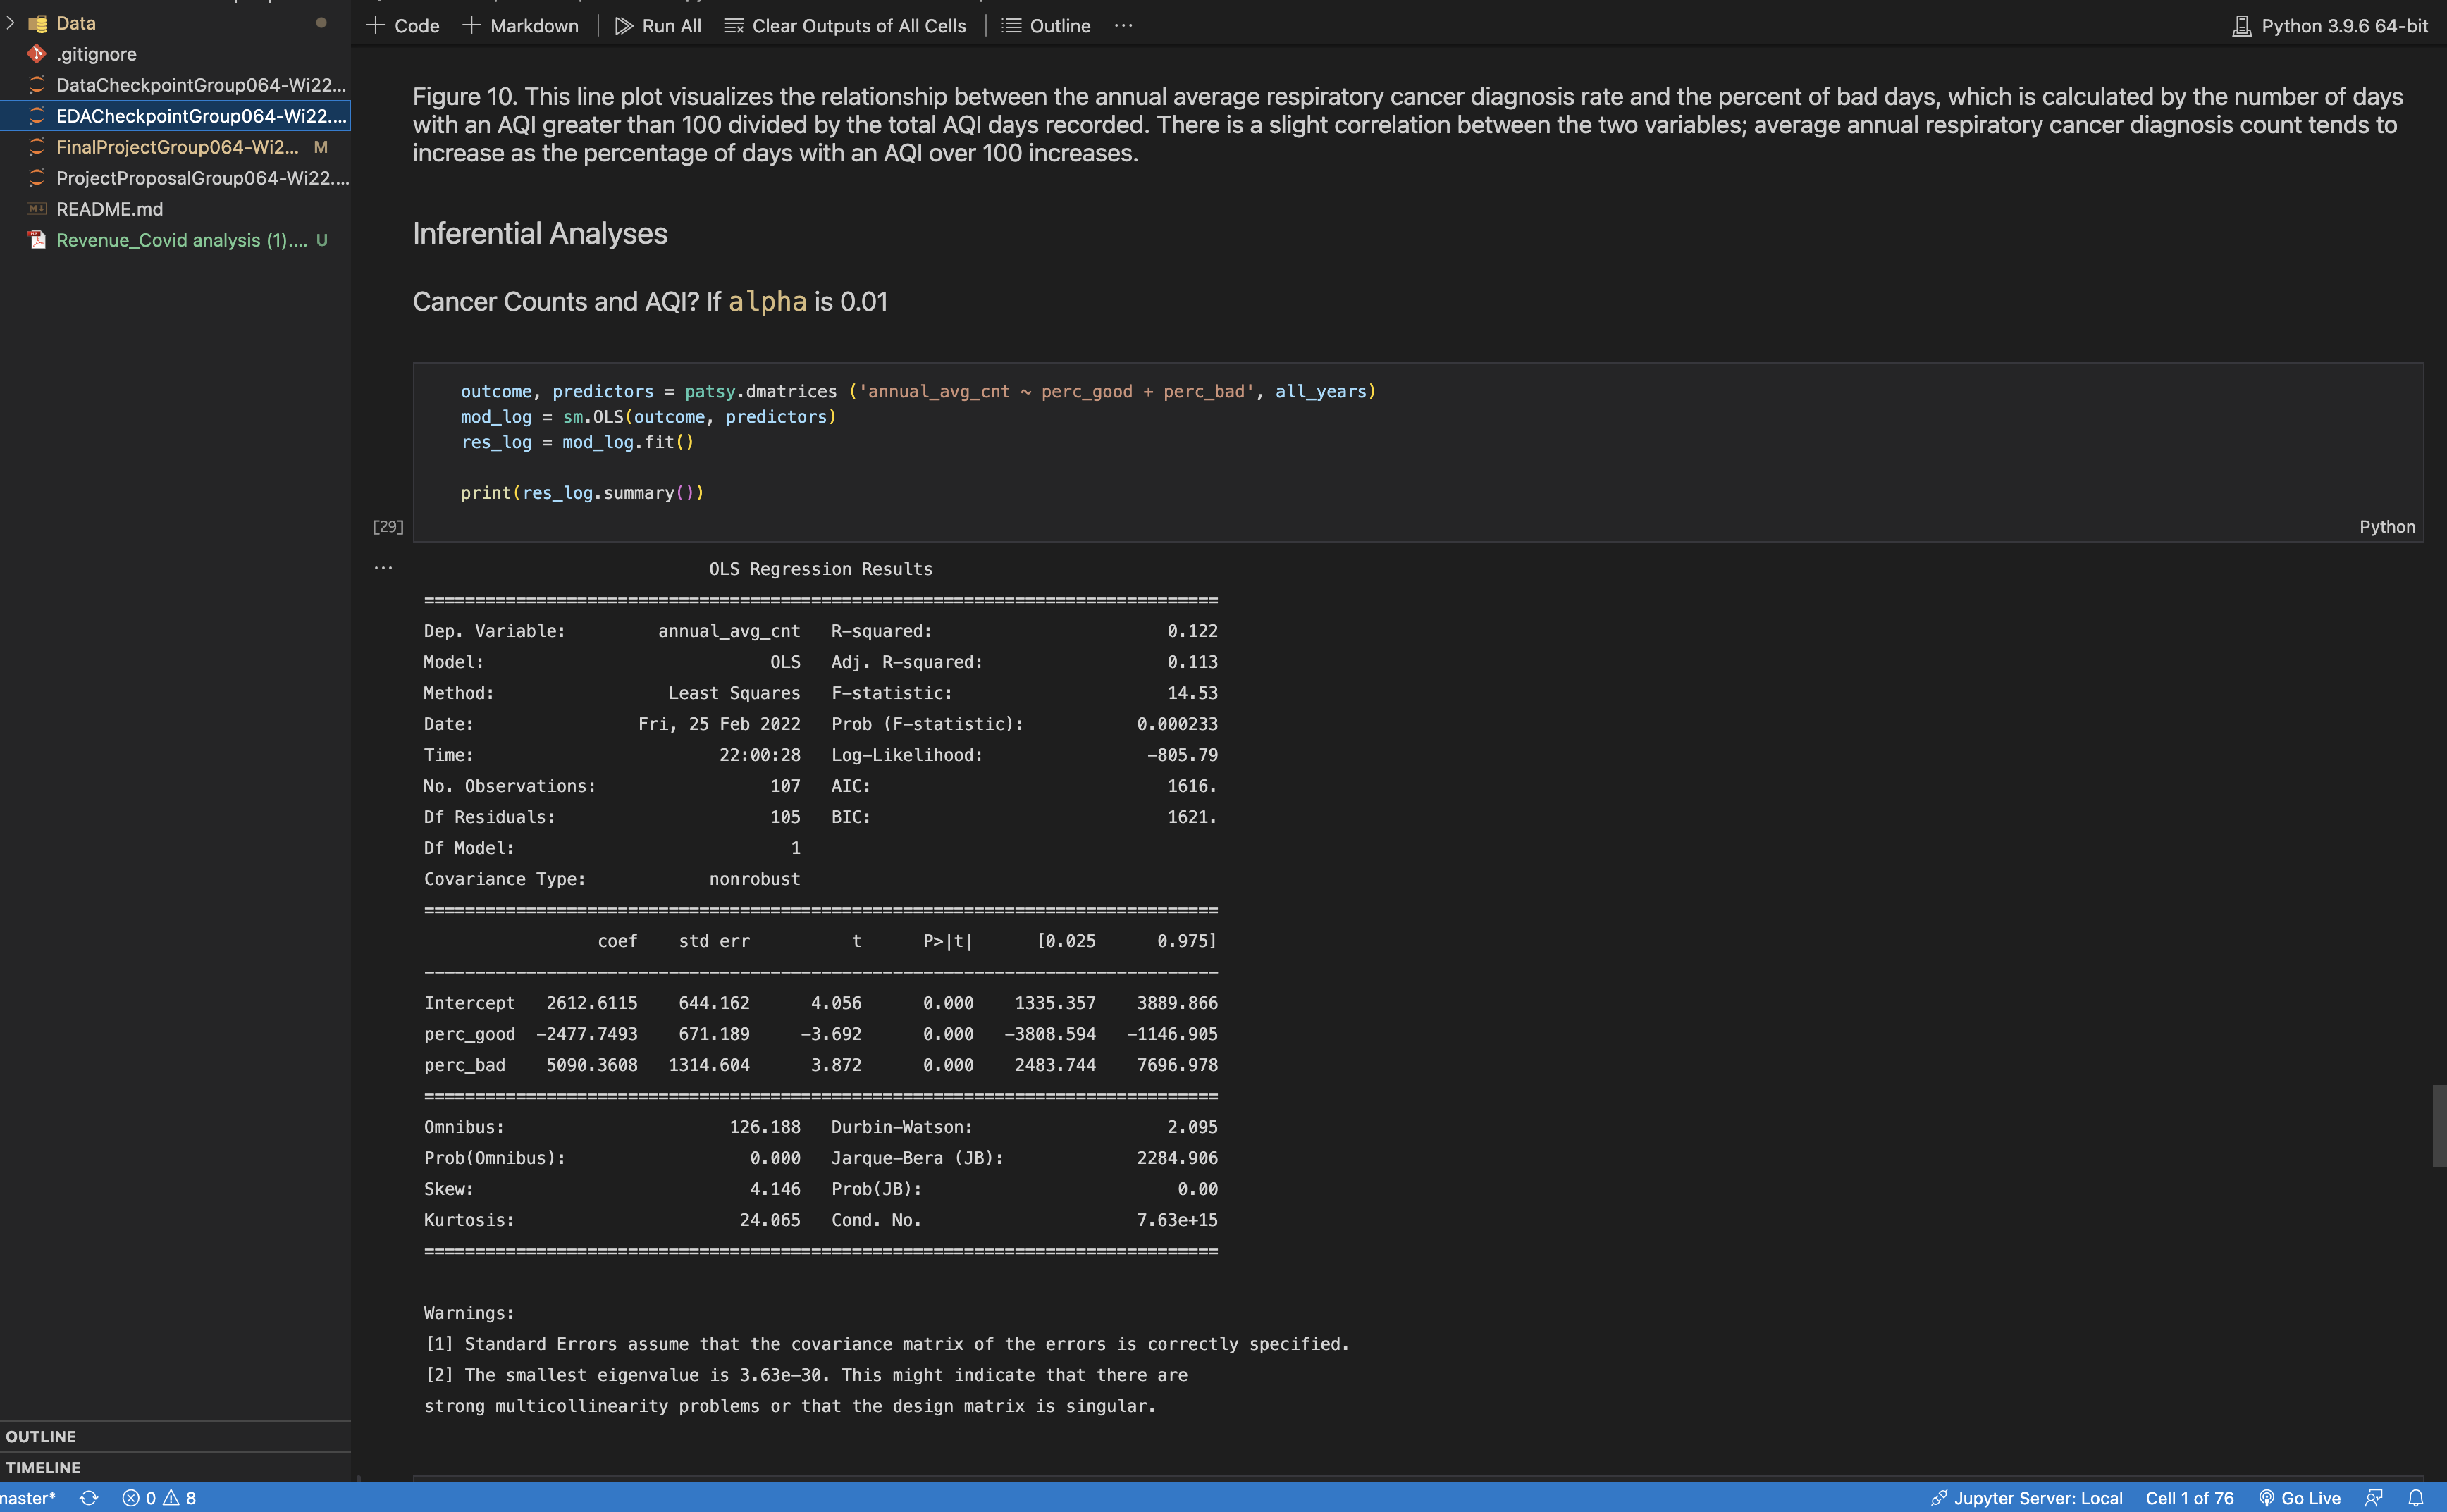 Data
.gitignore
DataCheckpointGroup064-Wi22...
EDACheckpointGroup064-Wi22....
FinalProjectGroup064-Wi2... M
ProjectProposalGroup064-Wi22....
README.md
Revenue_Covid analysis (1).... U
OUTLINE
TIMELINE
+ Code + Markdown Run All Clear Outputs of All Cells Outline ... Python 3.9.6 64-bit
Figure 10. This line plot visualizes the relationship between the annual average respiratory cancer diagnosis rate and the percent of bad days, which is calculated by the number of days
with an AQI greater than 100 divided by the total AQI days recorded. There is a slight correlation between the two variables; average annual respiratory cancer diagnosis count tends to
increase as the percentage of days with an AQI over 100 increases.
Inferential Analyses
Cancer Counts and AQI? If alpha is 0.01
outcome, predictors = patsy.dmatrices ('annual_avg_cnt ~ perc_good + perc_bad', all_years)
mod_log = sm.OLS(outcome, predictors)
res_log = mod_log.fit()
print(res_log.summary())
[29]
Python
...
OLS Regression Results
==============================================================================
Dep. Variable: annual_avg_cnt R-squared: 0.122
Model: OLS Adj. R-squared: 0.113
Method: Least Squares F-statistic: 14.53
Date: Fri, 25 Feb 2022 Prob (F-statistic): 0.000233
Time: 22:00:28 Log-Likelihood: -805.79
No. Observations: 107 AIC: 1616.
Df Residuals: 105 BIC: 1621.
Df Model: 1
Covariance Type: nonrobust
==============================================================================
coef std err t P>|t| [0.025 0.975]
------------------------------------------------------------------------------
Intercept 2612.6115 644.162 4.056 0.000 1335.357 3889.866
perc_good -2477.7493 671.189 -3.692 0.000 -3808.594 -1146.905
perc_bad 5090.3608 1314.604 3.872 0.000 2483.744 7696.978
==============================================================================
Omnibus: 126.188 Durbin-Watson: 2.095
Prob(Omnibus): 0.000 Jarque-Bera (JB): 2284.906
Skew: 4.146 Prob(JB): 0.00
Kurtosis: 24.065 Cond. No. 7.63e+15
==============================================================================
Warnings:
[1] Standard Errors assume that the covariance matrix of the errors is correctly specified.
[2] The smallest eigenvalue is 3.63e-30. This might indicate that there are
strong multicollinearity problems or that the design matrix is singular.
master* 0 8 Jupyter Server: Local Cell 1 of 76 Go Live